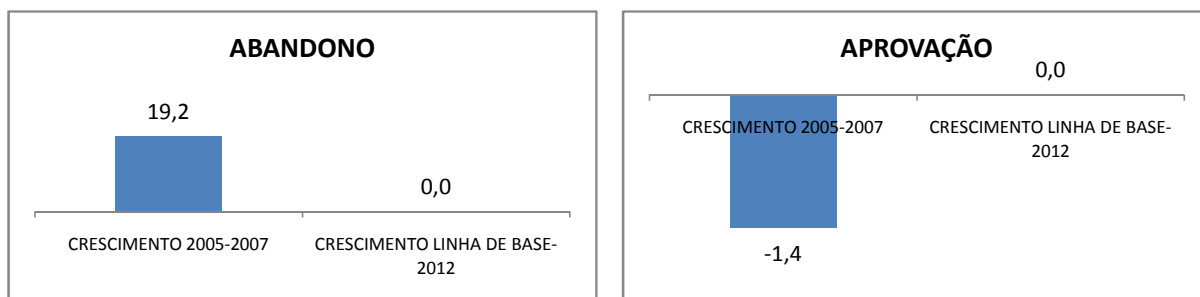 ABANDONO
19,2
0,0
CRESCIMENTO 2005-2007
CRESCIMENTO LINHA DE BASE-
2012
APROVAÇÃO
0,0
CRESCIMENTO 2005-2007
CRESCIMENTO LINHA DE BASE-
2012
-1,4